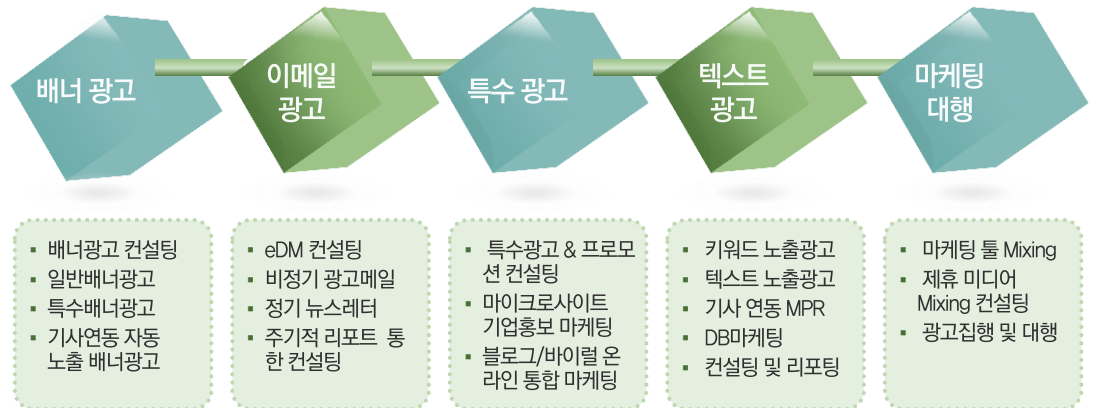 배너 광고
이메일
광고
특수 광고
텍스트
광고
마케팅
대행
▪ 배너광고 컨설팅
▪ 일반배너광고
▪ 특수배너광고
▪ 기사연동 자동
노출 배너광고
▪ eDM 컨설팅
▪ 비정기 광고메일
▪ 정기 뉴스레터
▪ 주기적 리포트 통
한 컨설팅
▪ 특수광고 & 프로모
션 컨설팅
▪ 마이크로사이트
기업홍보 마케팅
▪ 블로그/바이럴 온
라인 통합 마케팅
▪ 키워드 노출광고
▪ 텍스트 노출광고
▪ 기사 연동 MPR
▪ DB마케팅
▪ 컨설팅 및 리포팅
▪ 마케팅 툴 Mixing
▪ 제휴 미디어
Mixing 컨설팅
▪ 광고집행 및 대행